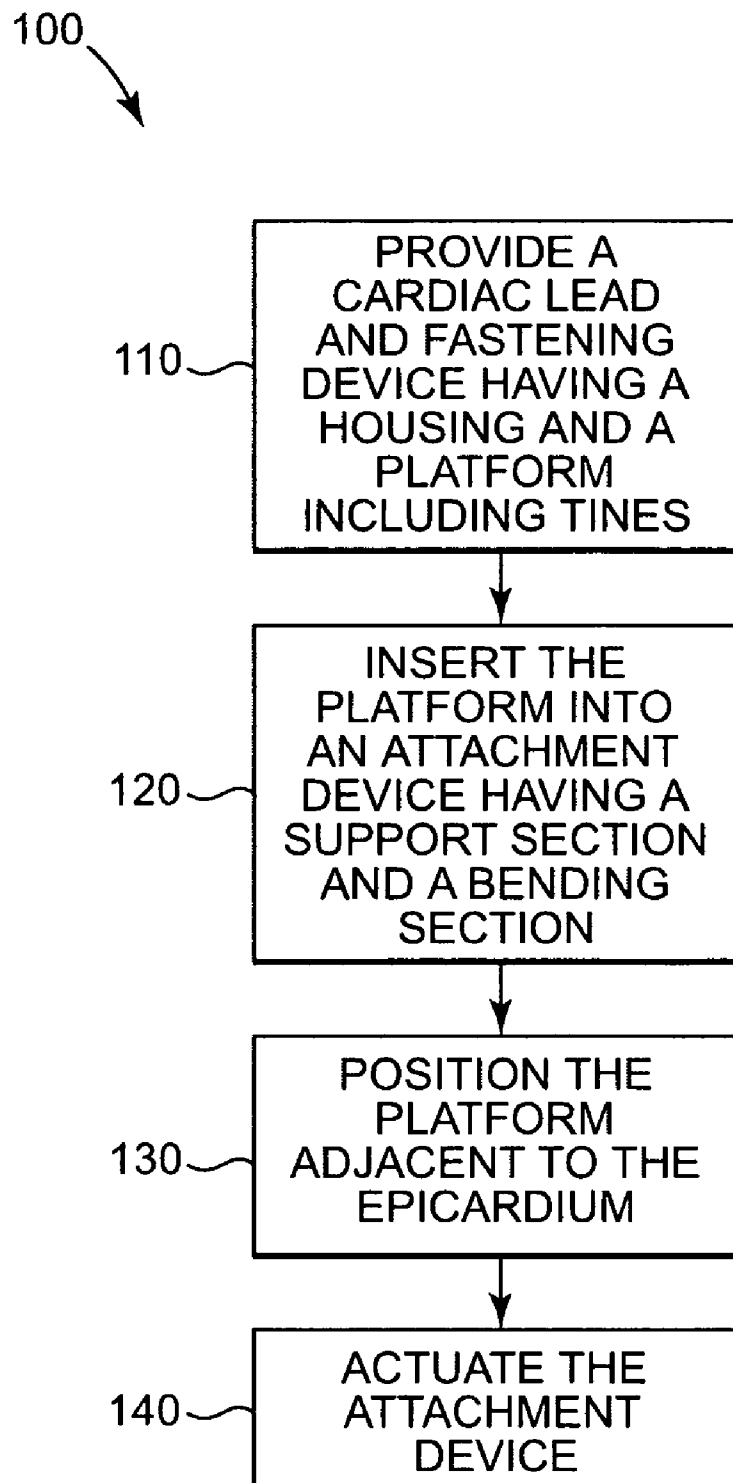 100
110
PROVIDE A
CARDIAC LEAD
AND FASTENING
DEVICE HAVING A
HOUSING AND A
PLATFORM
INCLUDING TINES
120
INSERT THE
PLATFORM INTO
AN ATTACHMENT
DEVICE HAVING A
SUPPORT SECTION
AND A BENDING
SECTION
130
POSITION THE
PLATFORM
ADJACENT TO THE
EPICARDIUM
140
ACTUATE THE
ATTACHMENT
DEVICE